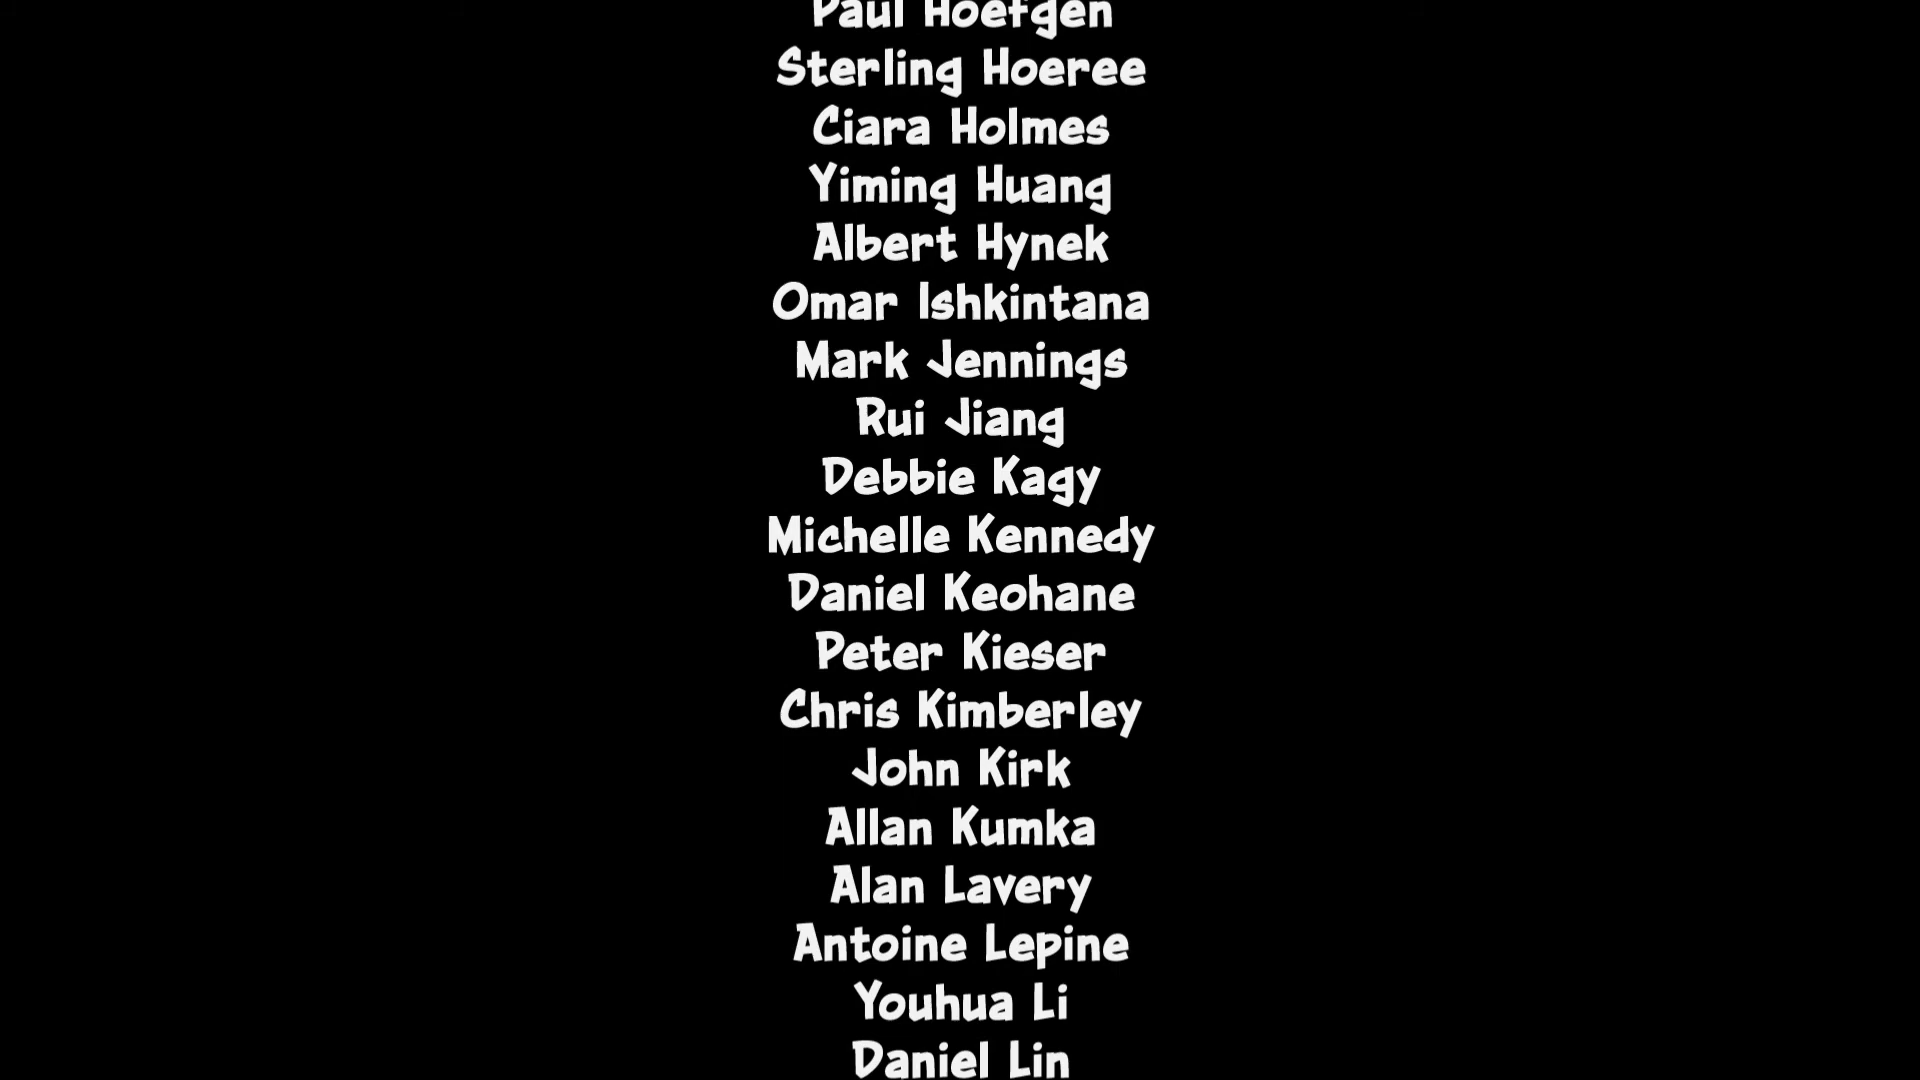 Paul Hoefgen
Sterling Hoeree
Ciara Holmes
Yiming Huang
Albert Hynek
Omar Ishkintana
Mark Jennings
Rui Jiang
Debbie Kagy
Michelle Kennedy
Daniel Keohane
Peter Kieser
Chris Kimberley
John Kirk
Allan Kumka
Alan Lavery
Antoine Lepine
Youhua Li
Daniel Lin